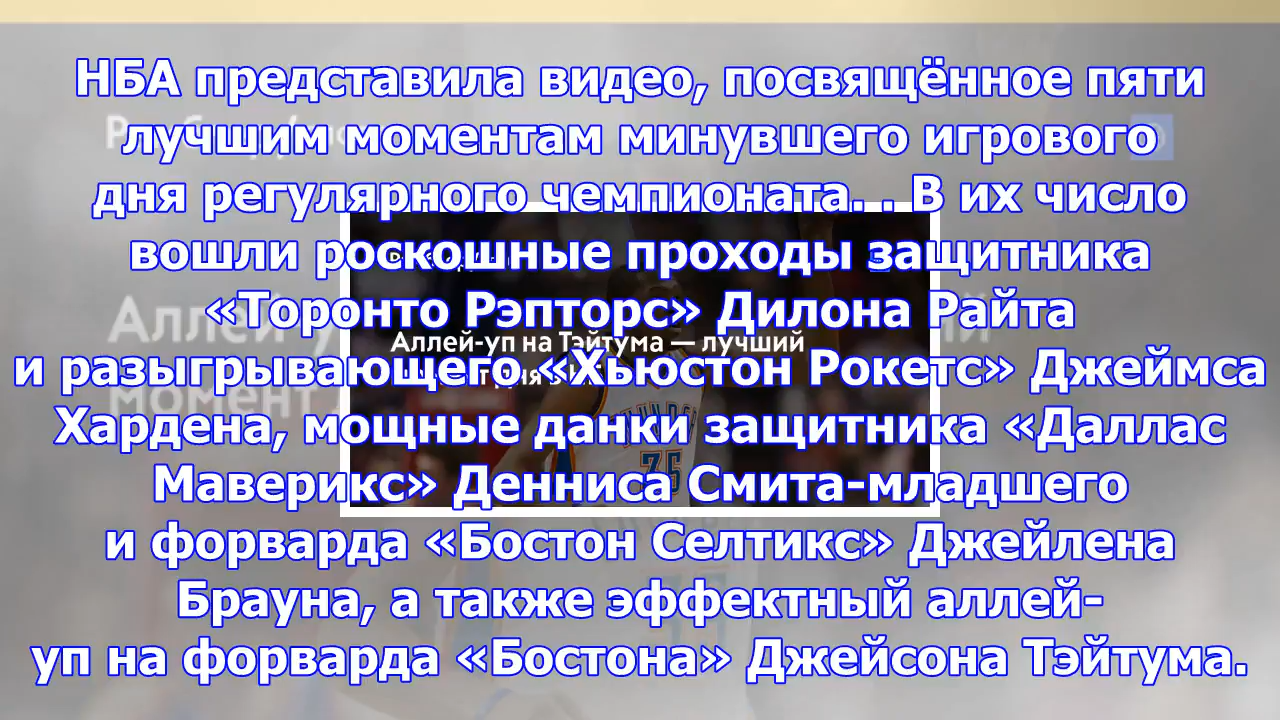 НБА представила видео, посвящённое пяти
лучшим моментам минувшего игрового
дня регулярного чемпионата. . В их число
вошли роскошные проходы защитника
«Торонто Рэпторс» Дилона Райта
Аллей-уп на Тэйтума — лучший
и разыгрывающего «Хьюстон Рокетс» Джеймса
Хардена, мощные данки защитника «Даллас
Маверикс» Денниса Смита-младшего
и форварда «Бостон Селтикс» Джейлена
Брауна, а также эффектный аллей-
уп на форварда «Бостона» Джейсона Тэйтума.